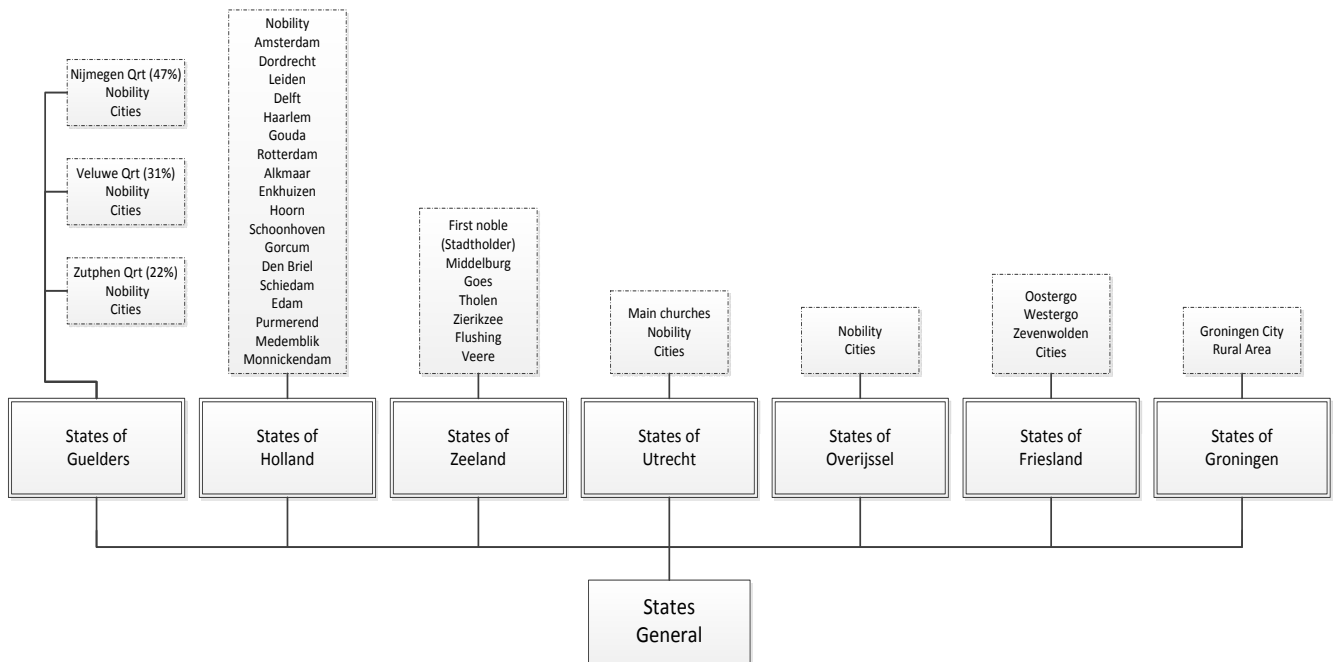 Nijmegen Qrt (47%)
Nobility
Cities
Veluwe Qrt (31%)
Nobility
Cities
Zutphen Qrt (22%)
Nobility
Cities
Nobility
Amsterdam
Dordrecht
Leiden
Delft
Haarlem
Gouda
Rotterdam
Alkmaar
Enkhuizen
Hoorn
Schoonhoven
Gorcum
Den Briel
Schiedam
Edam
Purmerend
Medemblik
Monnickendam
First noble
(Stadtholder)
Middelburg
Goes
Tholen
Zierikzee
Flushing
Veere
Main churches
Nobility
Cities
Nobility
Cities
Oostergo
Westergo
Zevenwolden
Cities
Groningen City
Rural Area
States of
Guelders
States of
Holland
States of
Zeeland
States of
Utrecht
States of
Overijssel
States of
Friesland
States of
Groningen
States
General